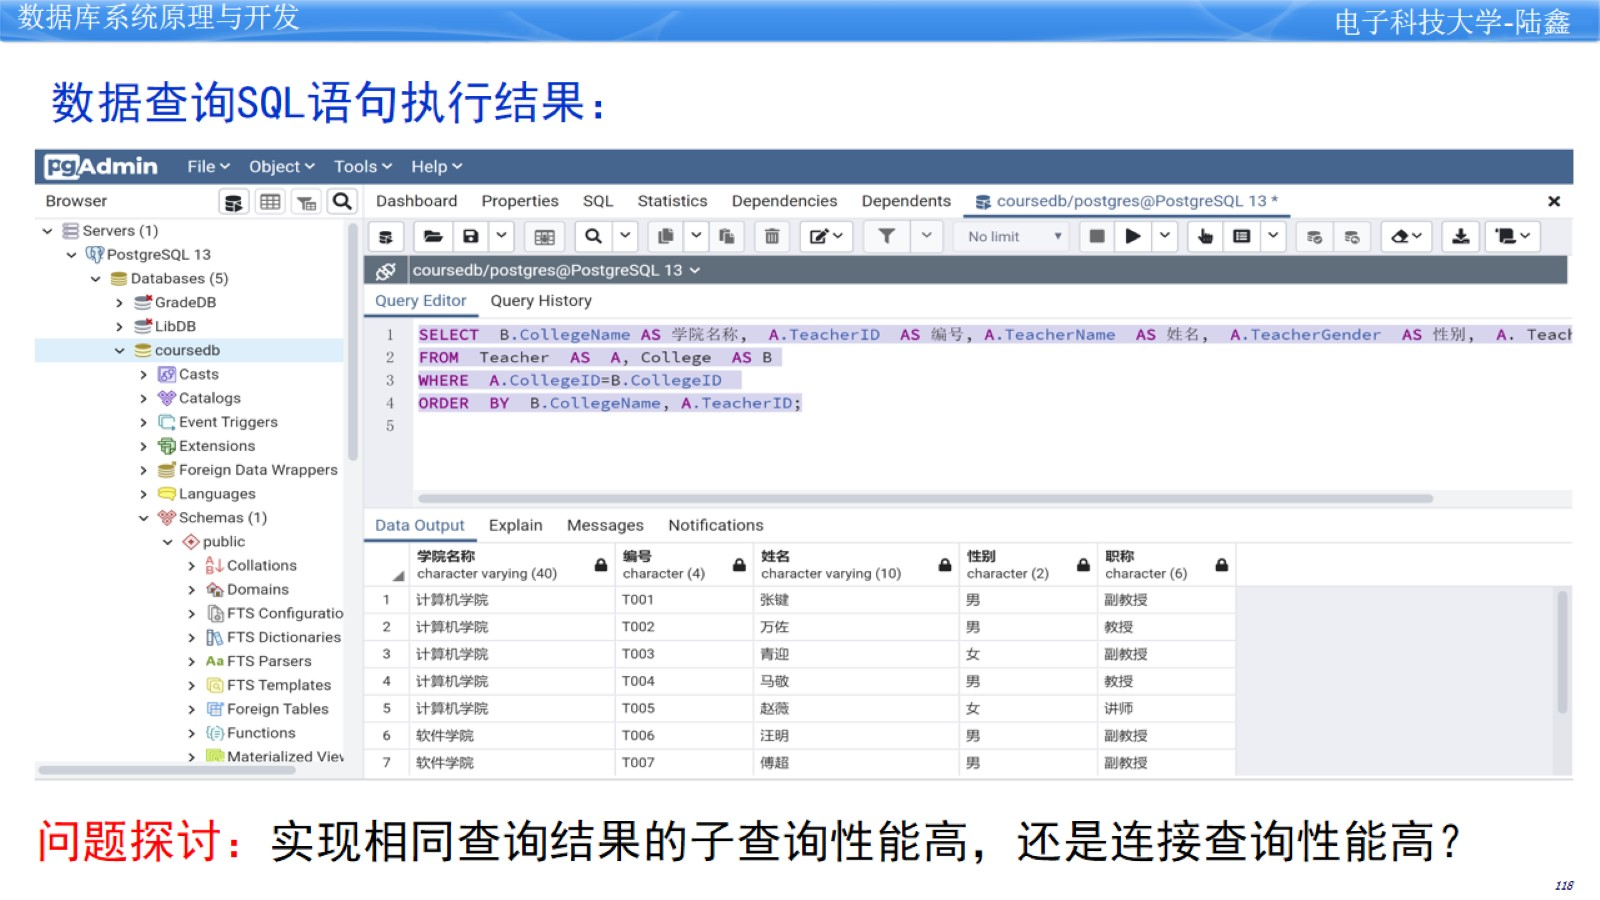 数据库系统原理与开发
电子科技大学-陆鑫
数据查询SQL语句执行结果：
pgAdmin File Object Tools Help
Browser
Dashboard Properties SQL Statistics Dependencies Dependents coursedb/postgres@PostgreSQL 13 *
No limit
coursedb/postgres@PostgreSQL 13
Query Editor Query History
Servers (1)
PostgreSQL 13
Databases (5)
GradeDB
LibDB
coursedb
Casts
Catalogs
Event Triggers
Extensions
Foreign Data Wrappers
Languages
Schemas (1)
public
Collations
Domains
FTS Configuratio
FTS Dictionaries
FTS Parsers
FTS Templates
Foreign Tables
Functions
Materialized Viev
1 SELECT B.CollegeName AS 学院名称, A.TeacherID AS 编号, A.TeacherName AS 姓名, A.TeacherGender AS 性别, A. Teach
2 FROM Teacher AS A, College AS B
3 WHERE A.CollegeID=B.CollegeID
4 ORDER BY B.CollegeName, A.TeacherID;
5
Data Output Explain Messages Notifications
学院名称 编号 姓名 性别 职称
character varying (40) character (4) character varying (10) character (2) character (6)
1 计算机学院 T001 张键 男 副教授
2 计算机学院 T002 万佐 男 教授
3 计算机学院 T003 青迎 女 副教授
4 计算机学院 T004 马敬 男 教授
5 计算机学院 T005 赵薇 女 讲师
6 软件学院 T006 汪明 男 副教授
7 软件学院 T007 傅超 男 副教授
问题探讨：实现相同查询结果的子查询性能高，还是连接查询性能高？
118